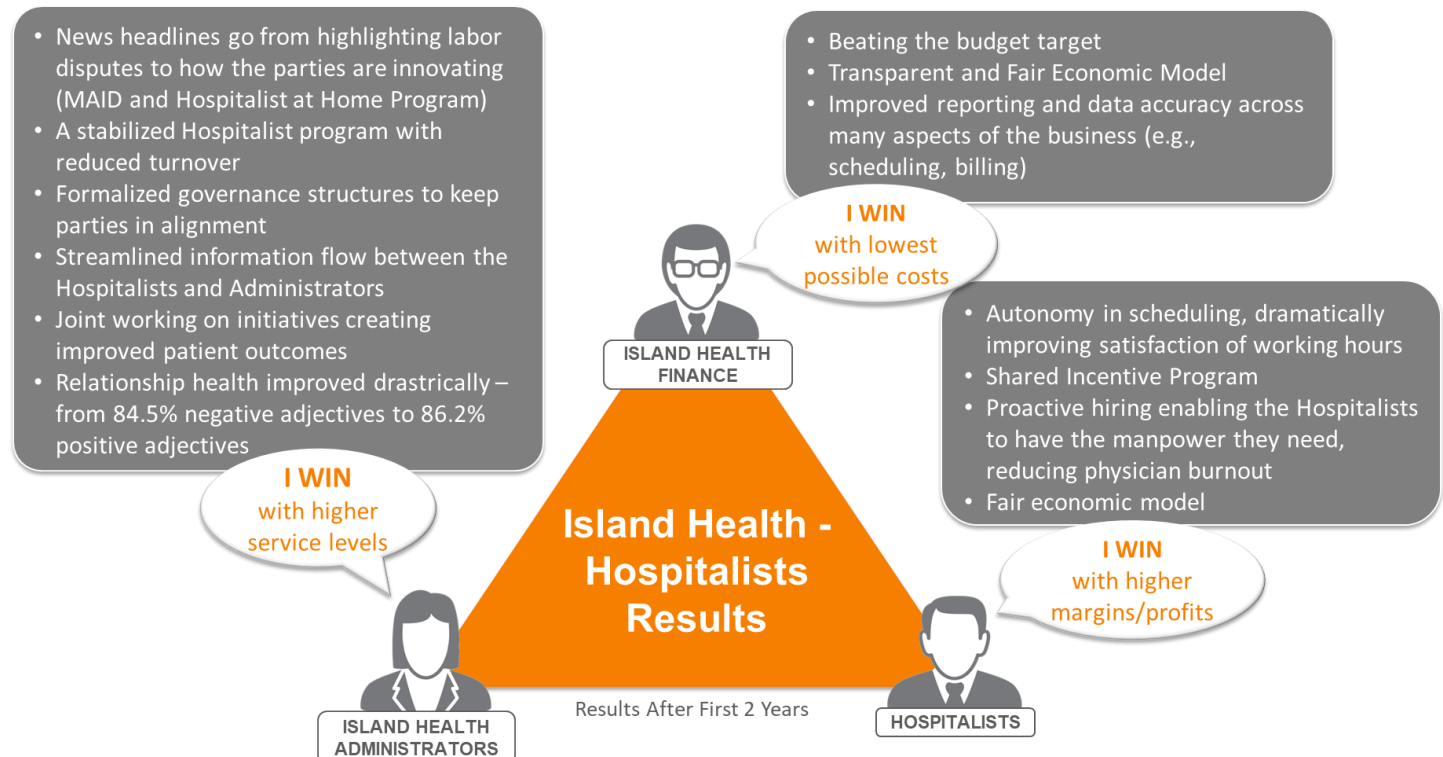 • News headlines go from highlighting labor
disputes to how the parties are innovating
(MAID and Hospitalist at Home Program)
• A stabilized Hospitalist program with
reduced turnover
• Formalized governance structures to keep
parties in alignment
• Streamlined information flow between the
Hospitalists and Administrators
• Joint working on initiatives creating
improved patient outcomes
• Relationship health improved drastrically –
from 84.5% negative adjectives to 86.2%
positive adjectives
I WIN
with higher
service levels
ISLAND HEALTH
ADMINISTRATORS
• Beating the budget target
• Transparent and Fair Economic Model
• Improved reporting and data accuracy across
many aspects of the business (e.g.,
scheduling, billing)
I WIN
with lowest
possible costs
ISLAND HEALTH
FINANCE
• Autonomy in scheduling, dramatically
improving satisfaction of working hours
• Shared Incentive Program
• Proactive hiring enabling the Hospitalists
to have the manpower they need,
reducing physician burnout
• Fair economic model
I WIN
with higher
margins/profits
HOSPITALISTS
Island Health -
Hospitalists
Results
Results After First 2 Years